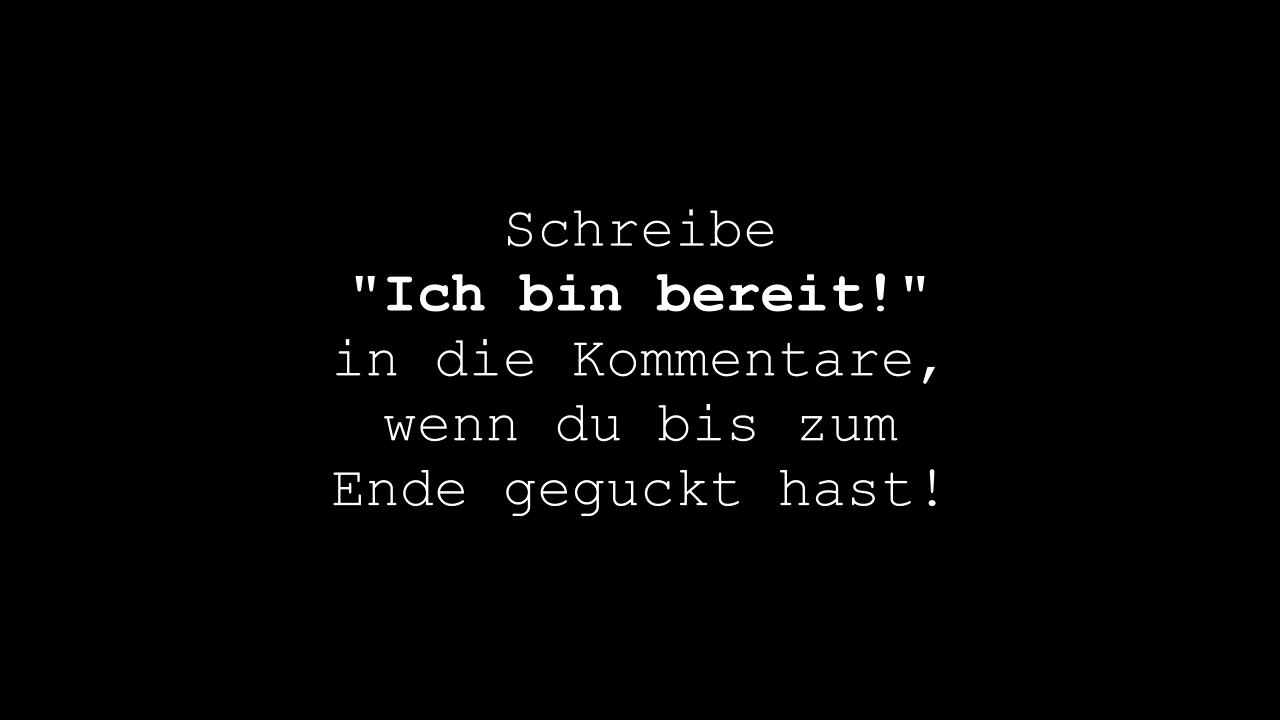 Schreibe
"Ich bin bereit!"
in die Kommentare,
wenn du bis zum
Ende geguckt hast!